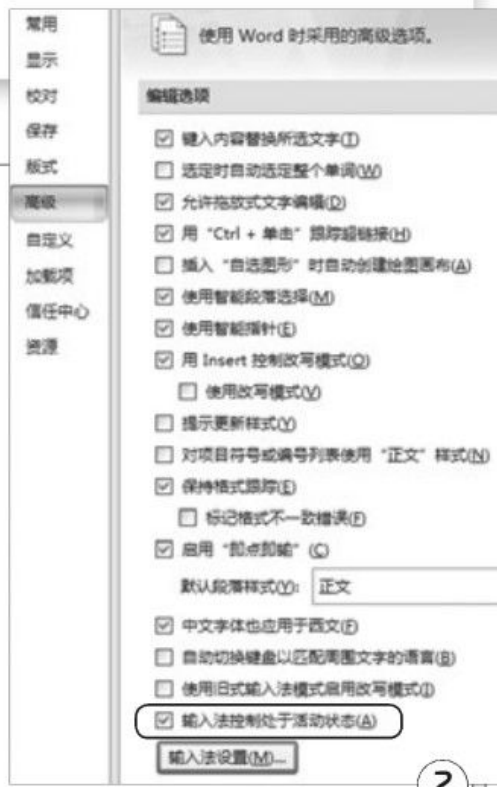 常用
显示
校对
保存
版式
高级
自定义
加载项
信任中心
资源
使用 Word 时采用的高级选项。
编辑选项
键入内容替换所选文字(T)
选定时自动选定整个单词(W)
允许拖放式文字编辑(D)
用 "Ctrl + 单击" 跟踪超链接(H)
插入 "自选图形" 时自动创建绘图画布(A)
使用智能段落选择(M)
使用智能指针(E)
用 Insert 控制改写模式(O)
使用改写模式(V)
提示更新样式(Y)
对项目符号或编号列表使用 "正文" 样式(N)
保持格式跟踪(E)
标记格式不一致错误(F)
启用 "即点即输" (C)
默认段落样式(Y): 正文
中文字体也应用于西文(F)
自动切换键盘以匹配周围文字的语言(B)
使用旧式输入法模式启用改写模式(I)
输入法控制处于活动状态(A)
输入法设置(M)...
2